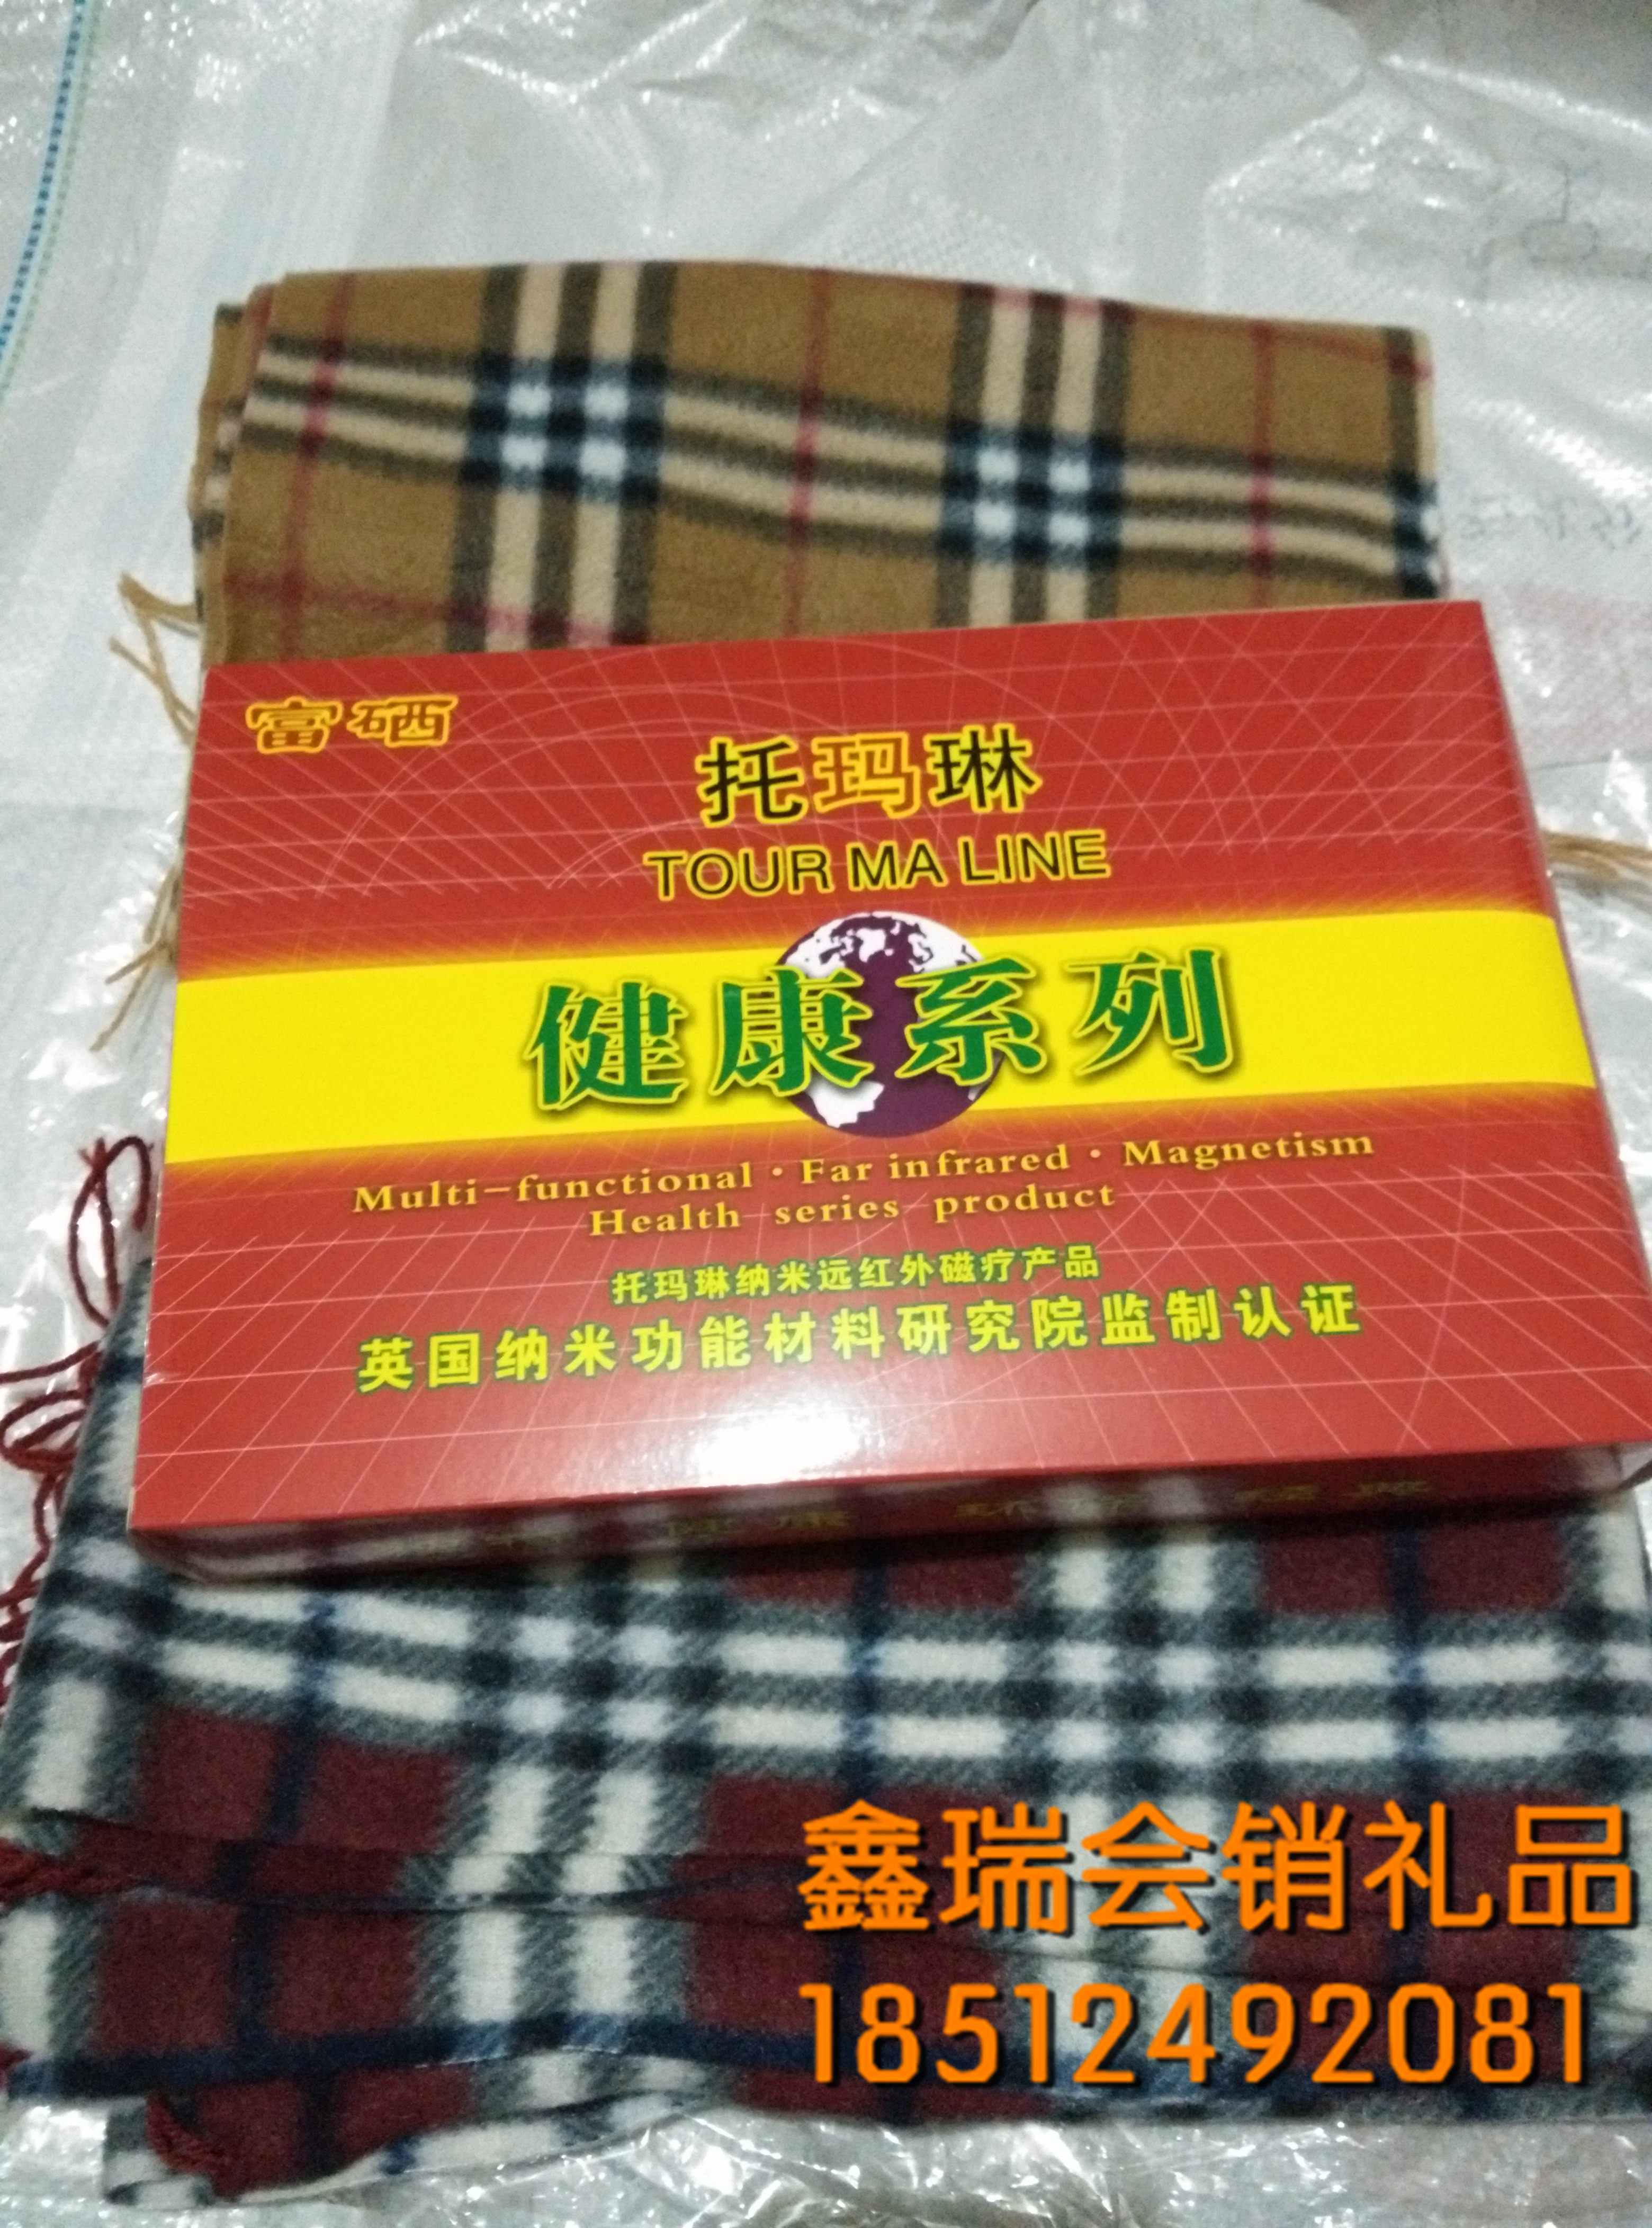 富硒
托玛琳
TOUR MA LINE
健康系列
Multi-functional · Far infrared · Magnetism
Health series product
托玛琳纳米远红外磁疗产品
英国纳米功能材料研究院监制认证
鑫瑞会销礼品
18512492081